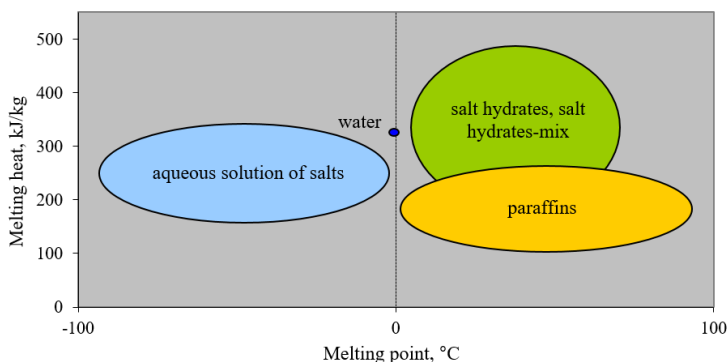 500
400
300
200
100
0
Melting heat, kJ/kg
water
salt hydrates, salt
hydrates-mix
aqueous solution of salts
paraffins
-100
0
100
Melting point, °C